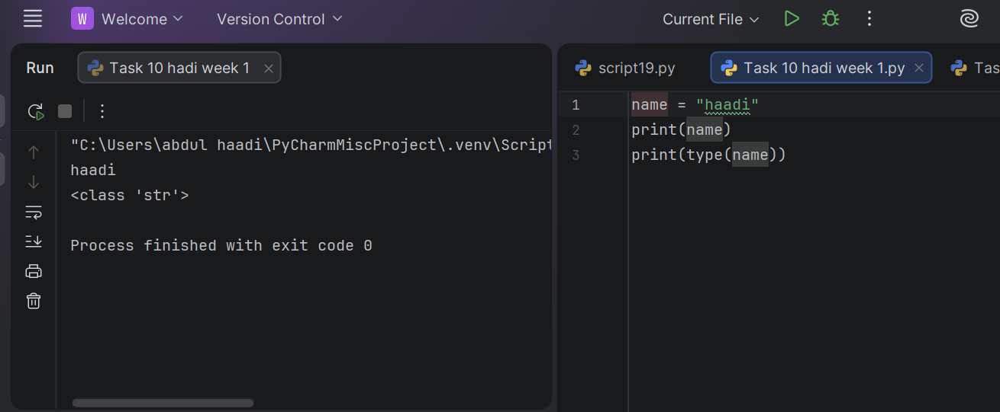 W Welcome Version Control Current File
Run Task 10 hadi week 1
"C:\Users\abdul haadi\PyCharmMiscProject\.venv\Script
haadi
<class 'str'>
Process finished with exit code 0
script19.py Task 10 hadi week 1.py Tas
1 name = "haadi"
2 print(name)
3 print(type(name))